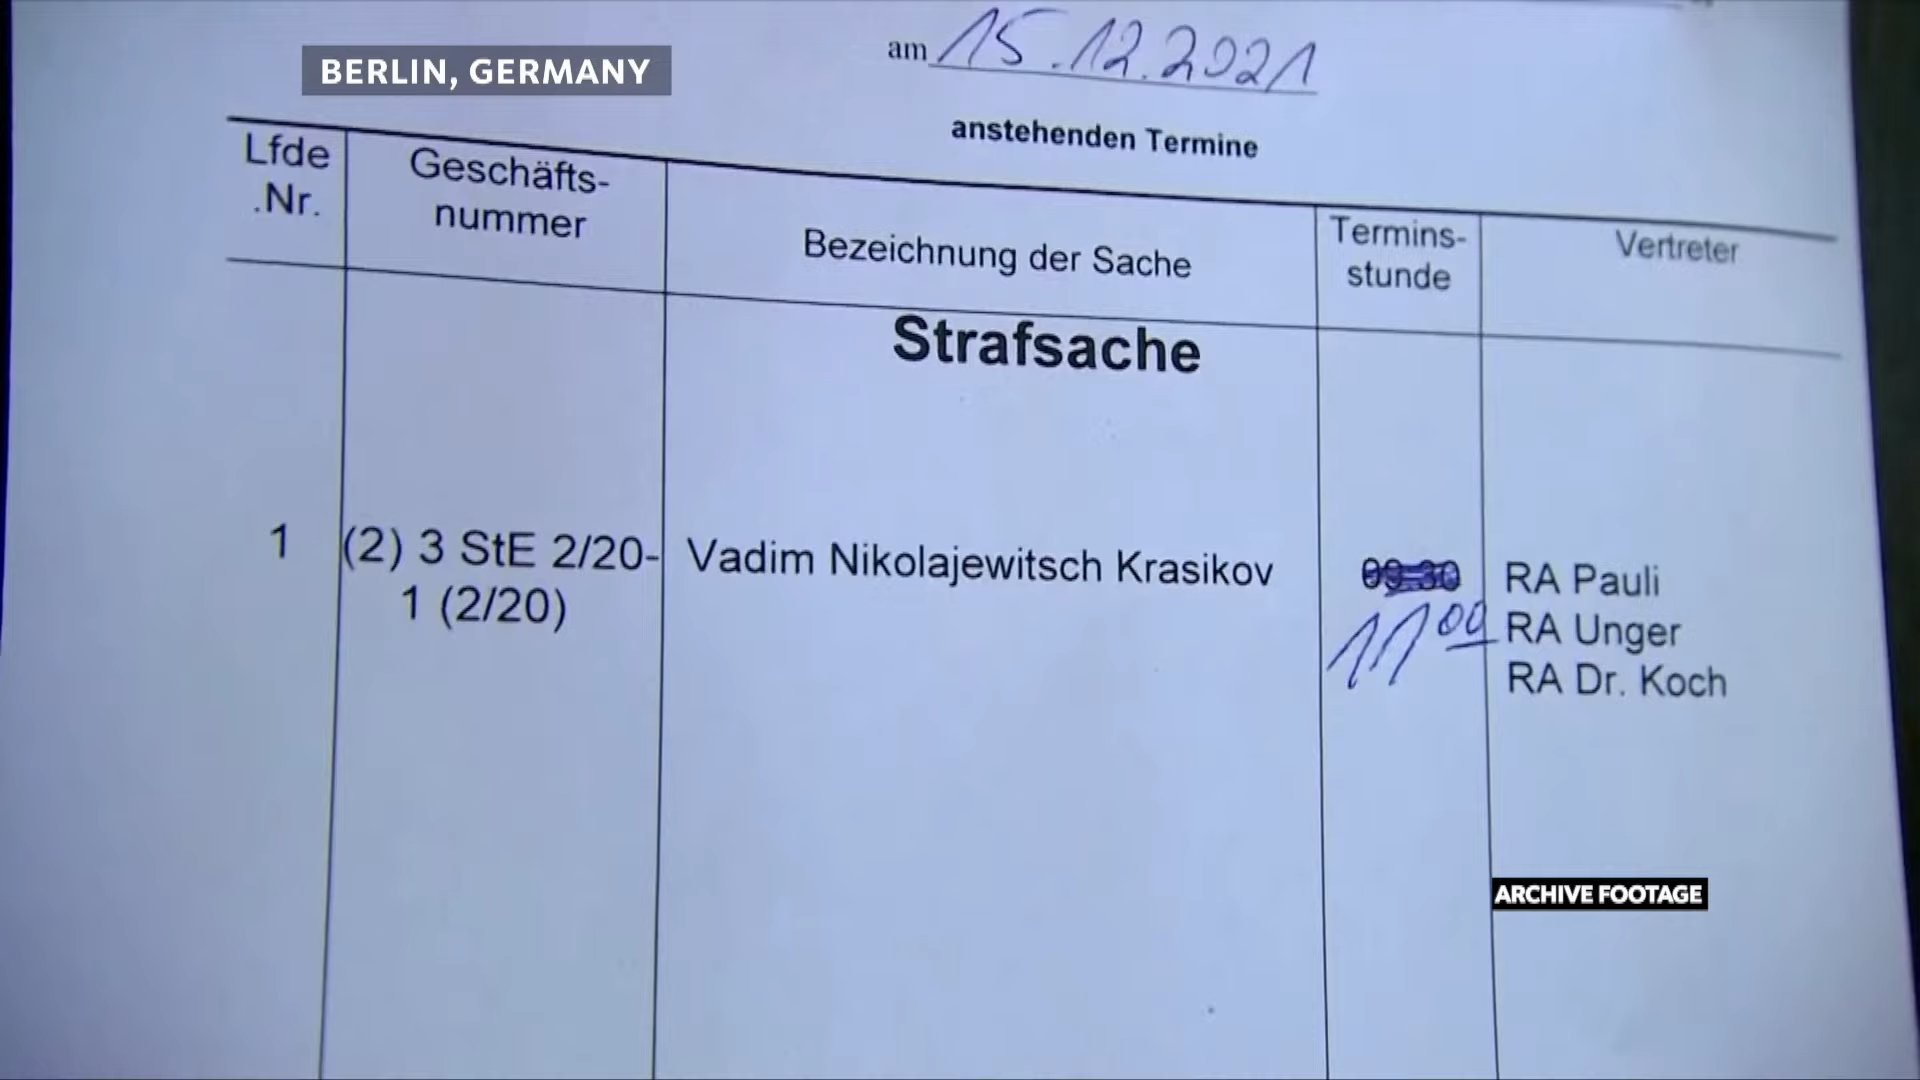 BERLIN, GERMANY
am 15.12.2021
anstehenden Termine
Lfde
.Nr.
Geschäfts-
nummer
Bezeichnung der Sache
Termins-
stunde
Vertreter
Strafsache
1
(2) 3 StE 2/20-
1 (2/20)
Vadim Nikolajewitsch Krasikov
09:30
11 00
RA Pauli
RA Unger
RA Dr. Koch
ARCHIVE FOOTAGE